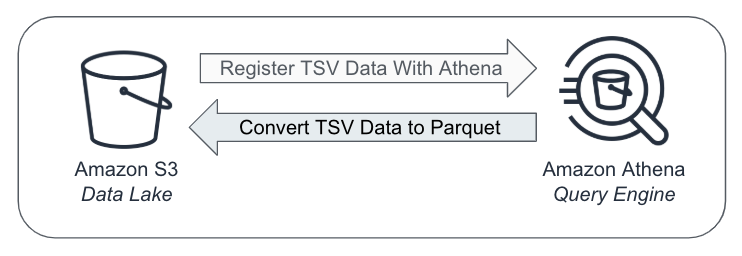 Register TSV Data With Athena
Convert TSV Data to Parquet
Amazon S3
Data Lake
Amazon Athena
Query Engine